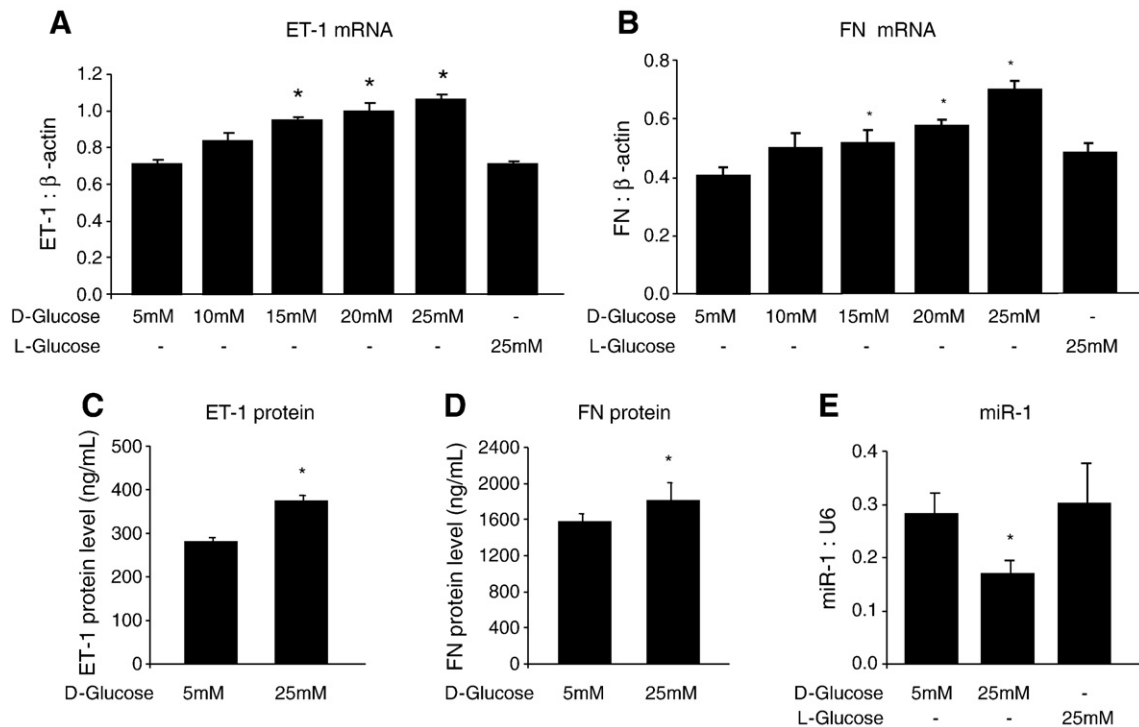 A
ET-1 mRNA
ET-1 : β -actin
1.2
1.0
0.8
0.6
0.4
0.2
0.0
* * *
D-Glucose 5mM 10mM 15mM 20mM 25mM -
L-Glucose - - - - - 25mM
B
FN mRNA
FN : β -actin
0.8
0.6
0.4
0.2
0.0
* * *
D-Glucose 5mM 10mM 15mM 20mM 25mM -
L-Glucose - - - - - 25mM
C
ET-1 protein
ET-1 protein level (ng/mL)
500
400
300
200
100
0
*
D-Glucose 5mM 25mM
D
FN protein
FN protein level (ng/mL)
2400
2000
1600
1200
800
400
0
*
D-Glucose 5mM 25mM
E
miR-1
miR-1 : U6
0.4
0.3
0.2
0.1
0.0
*
D-Glucose 5mM 25mM -
L-Glucose - - 25mM